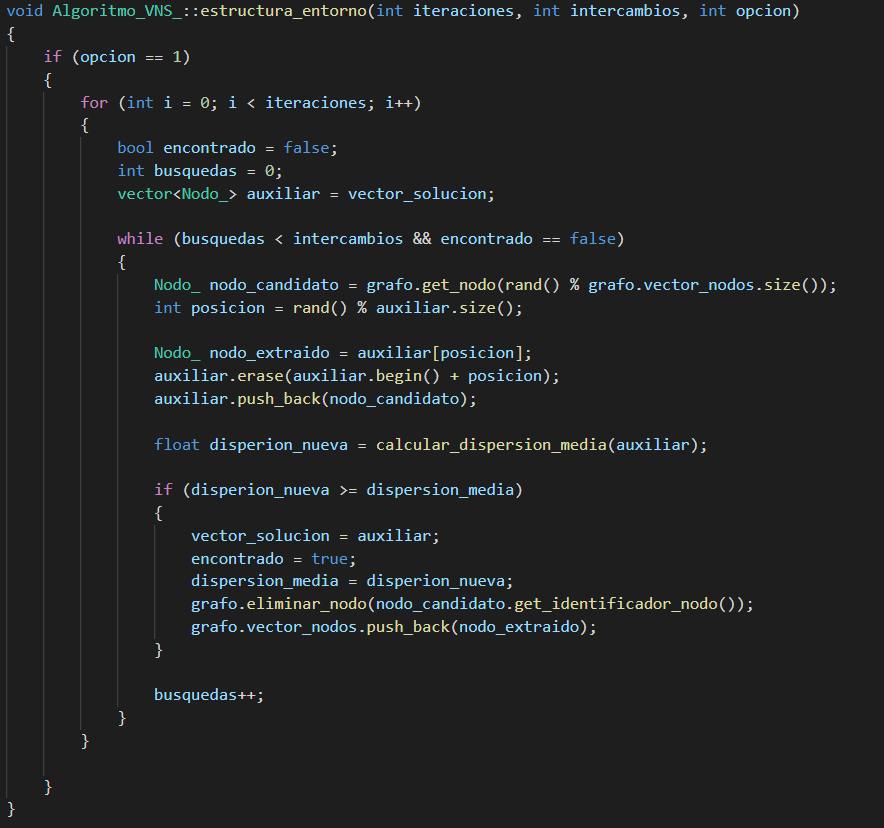 void Algoritmo_VNS_::estructura_entorno(int iteraciones, int intercambios, int opcion)
{
    if (opcion == 1)
    {
        for (int i = 0; i < iteraciones; i++)
        {
            bool encontrado = false;
            int busquedas = 0;
            vector<Nodo_> auxiliar = vector_solucion;

            while (busquedas < intercambios && encontrado == false)
            {
                Nodo_ nodo_candidato = grafo.get_nodo(rand() % grafo.vector_nodos.size());
                int posicion = rand() % auxiliar.size();

                Nodo_ nodo_extraido = auxiliar[posicion];
                auxiliar.erase(auxiliar.begin() + posicion);
                auxiliar.push_back(nodo_candidato);

                float disperion_nueva = calcular_dispersion_media(auxiliar);

                if (disperion_nueva >= dispersion_media)
                {
                    vector_solucion = auxiliar;
                    encontrado = true;
                    dispersion_media = disperion_nueva;
                    grafo.eliminar_nodo(nodo_candidato.get_identificador_nodo());
                    grafo.vector_nodos.push_back(nodo_extraido);
                }

                busquedas++;
            }
        }

    }
}